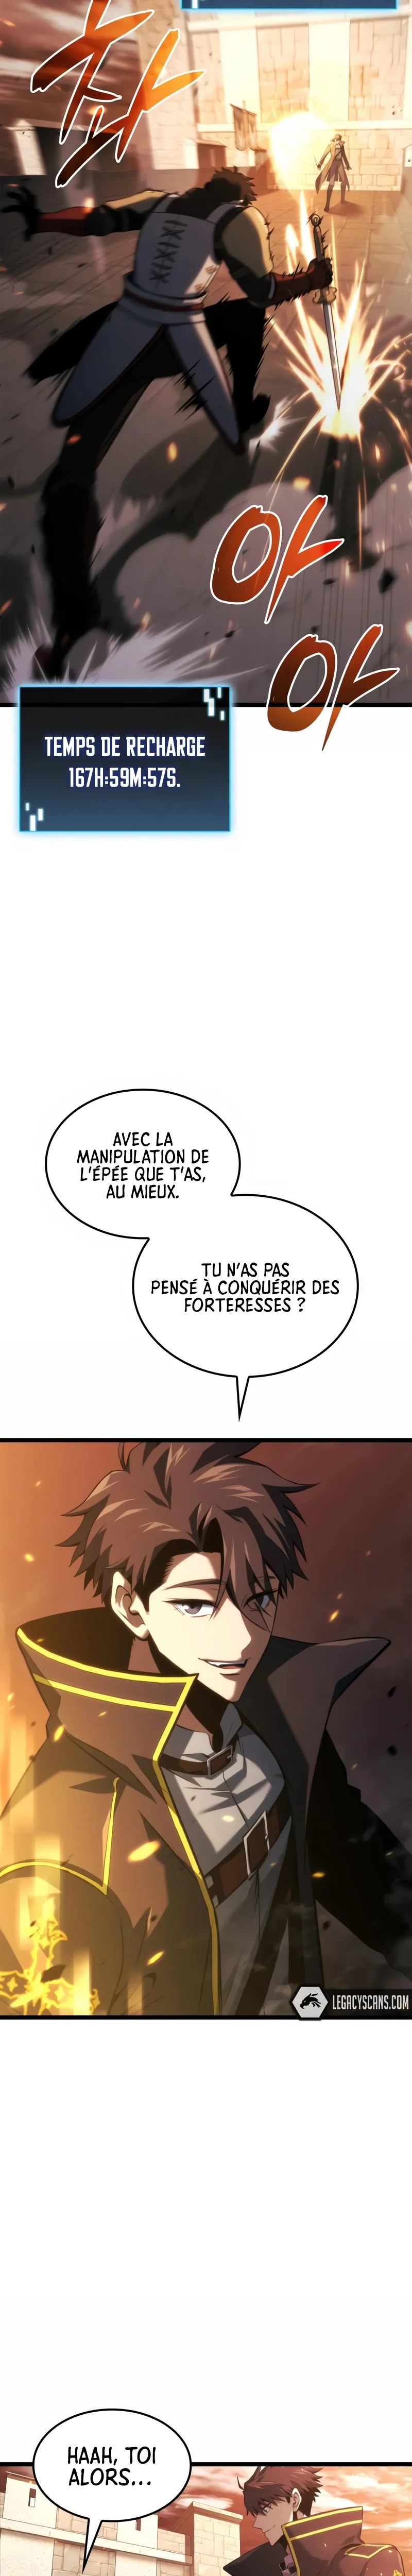 촤
아
아
TEMPS DE RECHARGE
167H:59M:57S.
AVEC LA
MANIPULATION DE
L'ÉPÉE QUE T'AS,
AU MIEUX.
TU N'AS PAS
PENSÉ À CONQUÉRIR DES
FORTERESSES ?
LEGACYSCANS.COM
HAAH, TOI
ALORS...